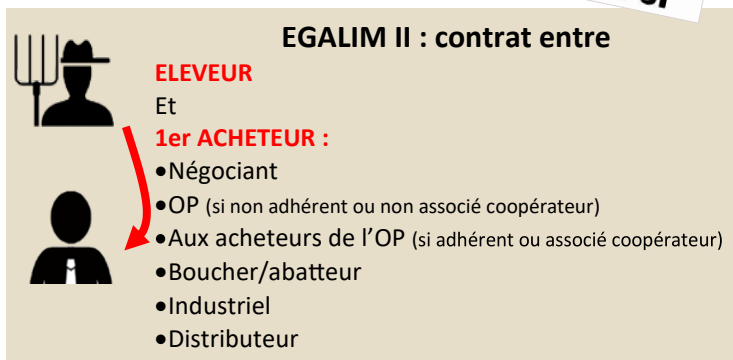 EGALIM II : contrat entre
ELEVEUR
Et
1er ACHETEUR :
•Négociant
•OP (si non adhérent ou non associé coopérateur)
•Aux acheteurs de l’OP (si adhérent ou associé coopérateur)
•Boucher/abatteur
•Industriel
•Distributeur